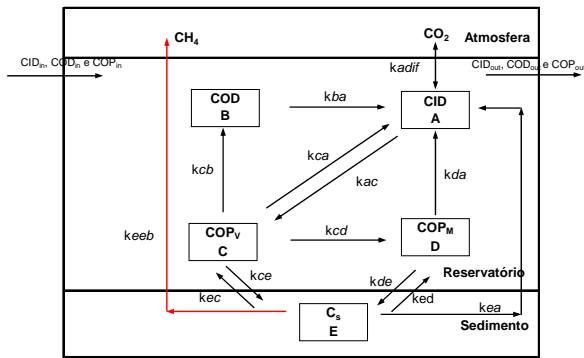 CH4
CO2
Atmosfera
CIDin, CODin e COPin
kadif
CIDout, CODout e COPout
COD
B
kba
CID
A
kcb
kca
kac
kda
keeb
COPV
C
kcd
COPM
D
kce
kec
kde
ked
Reservatório
kea
Cs
E
Sedimento